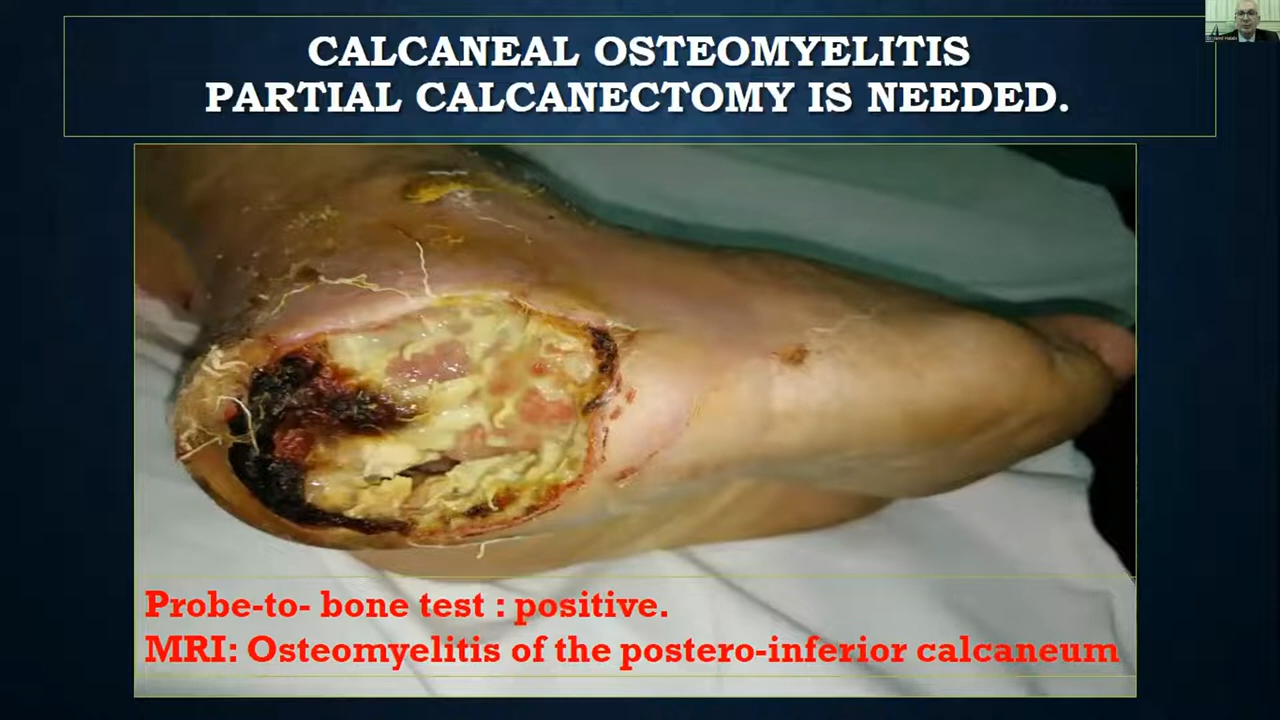 CALCANEAL OSTEOMYELITIS
PARTIAL CALCANECTOMY IS NEEDED.
Probe-to- bone test : positive.
MRI: Osteomyelitis of the postero-inferior calcaneum